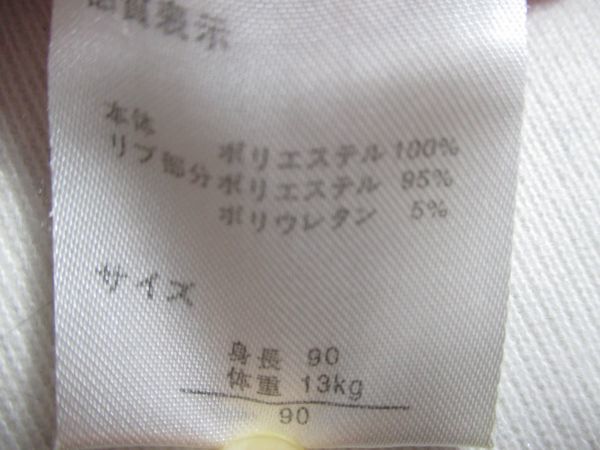 品質表示
本体 ポリエステル 100%
リブ部分 ポリエステル 95%
ポリウレタン 5%
サイズ
身長 90
体重 13kg
90